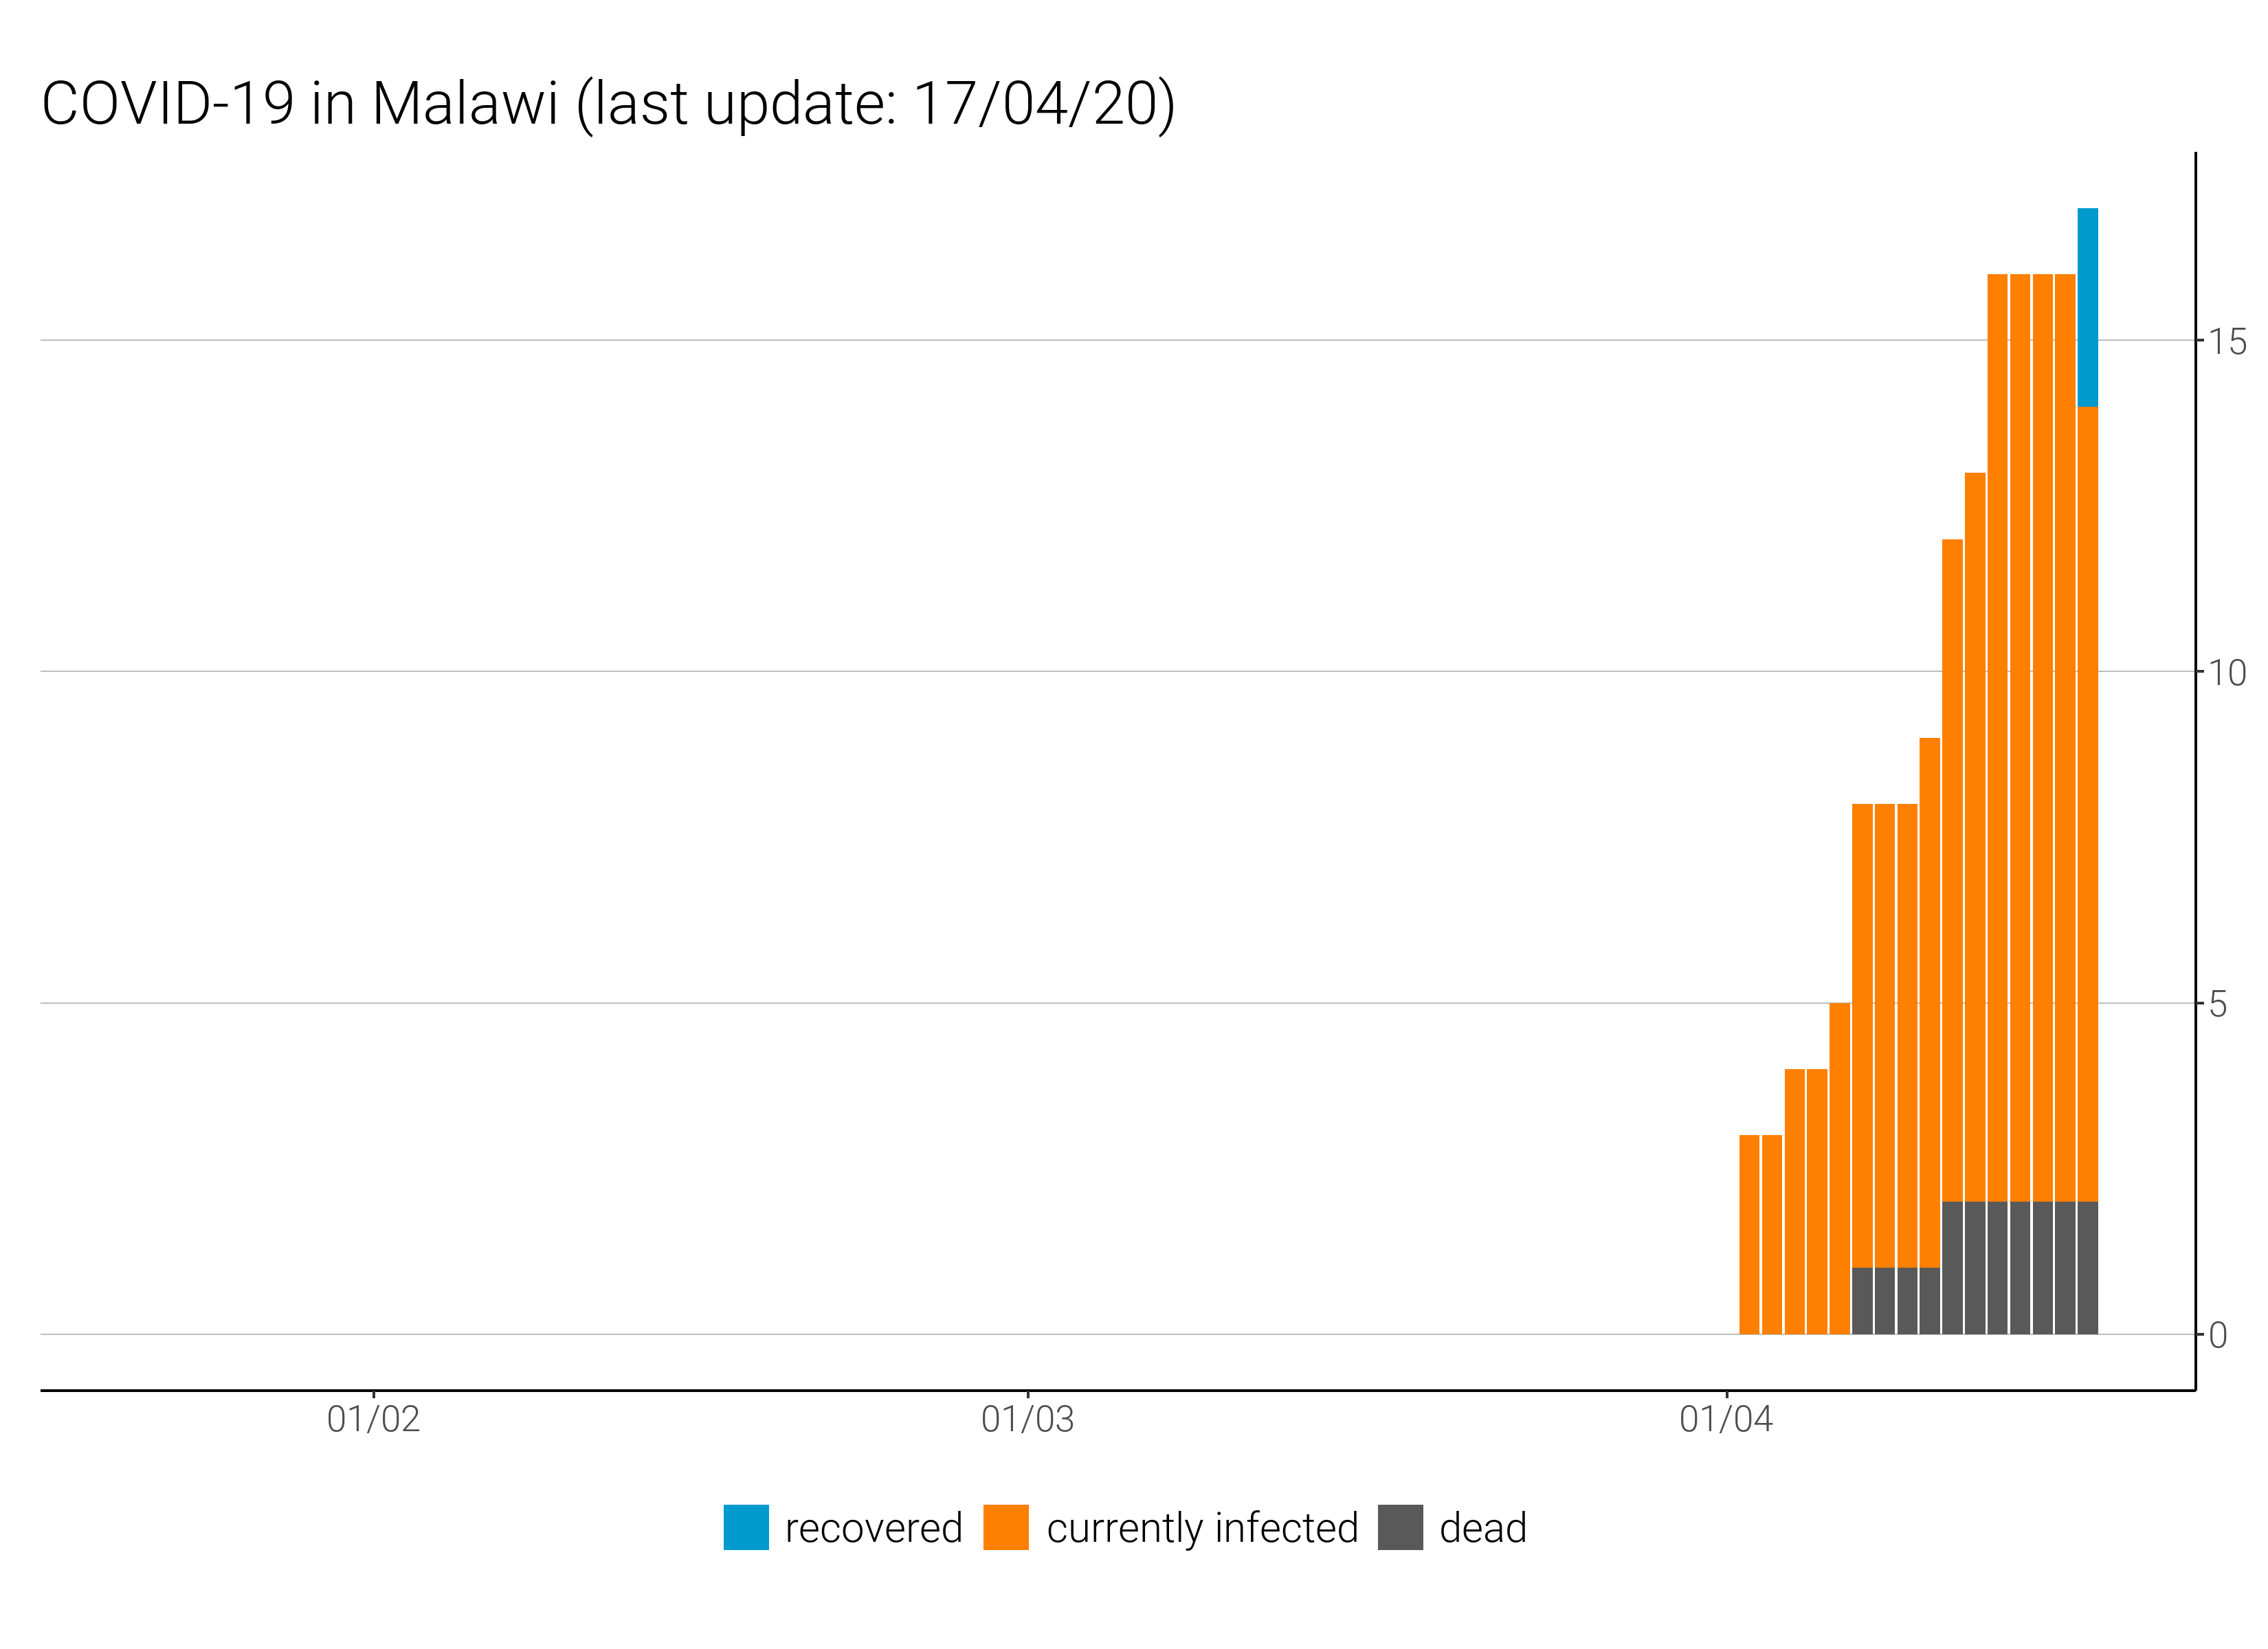 COVID-19 in Malawi (last update: 17/04/20)
15
10
5
0
01/02 01/03 01/04
recovered currently infected dead